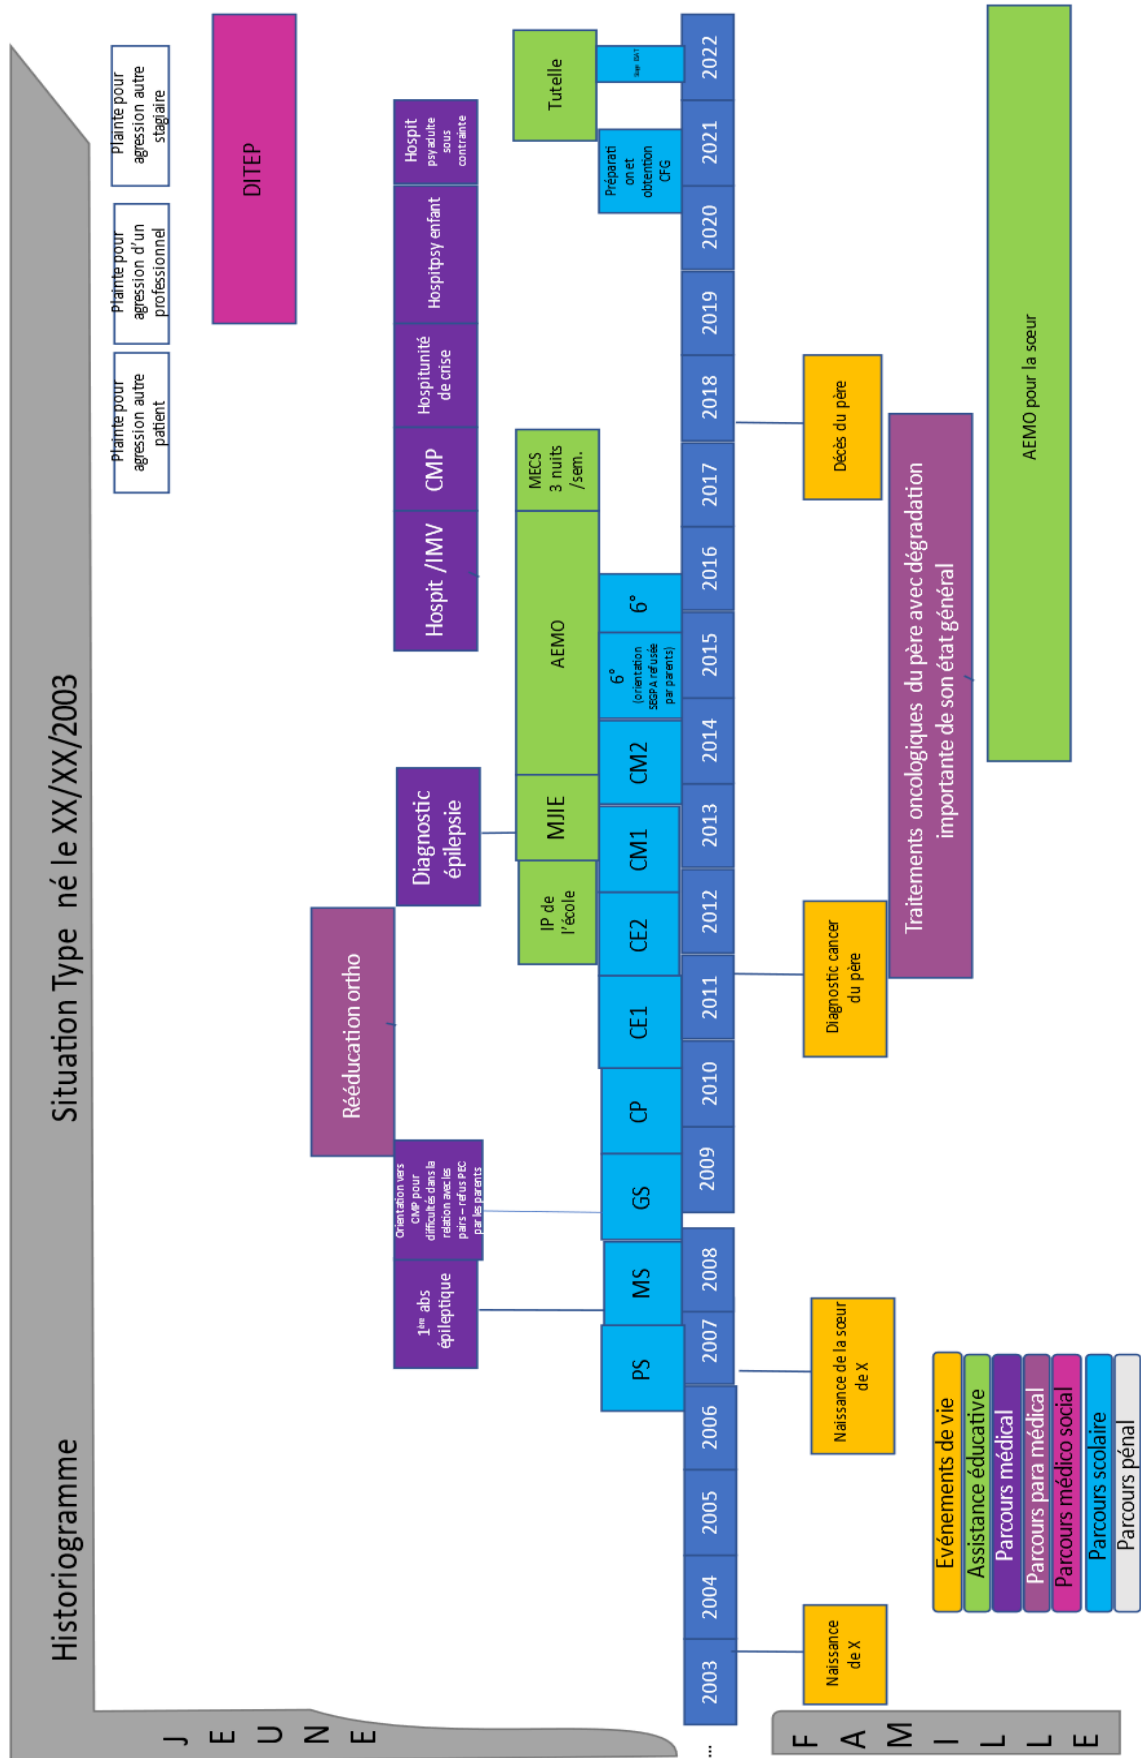 Historiogramme
Situation Type né le XX/XX/2003
JEUNE
Plainte pour
agression autre
patient
Plainte pour
agression d'un
professionnel
Plainte pour
agression autre
stagiaire
DITEP
Rééducation ortho
1ère abs
épileptique
Orientation vers
CMP pour
difficultés dans la
relation avec les
pairs – refus PEC
par les parents
Diagnostic
épilepsie
Hospit /IMV
CMP
Hospitunité
de crise
Hospitpsy enfant
Hospit
psyadulte
sous
contrainte
IP de
l'école
MJIE
AEMO
MECS
3 nuits
/sem.
Tutelle
PS
MS
GS
CP
CE1
CE2
CM1
CM2
6°
(orientation
SEGPA refusée
par parents)
6°
Préparati
on et
obtention
CFG
...
2003
2004
2005
2006
2007
2008
2009
2010
2011
2012
2013
2014
2015
2016
2017
2018
2019
2020
2021
2022
FAMILLE
Naissance
de X
Naissance de la sœur
de X
Diagnostic cancer
du père
Décès du père
Traitements oncologiques du père avec dégradation
importante de son état général
AEMO pour la sœur
Evénements de vie
Assistance éducative
Parcours médical
Parcours para médical
Parcours médico social
Parcours scolaire
Parcours pénal